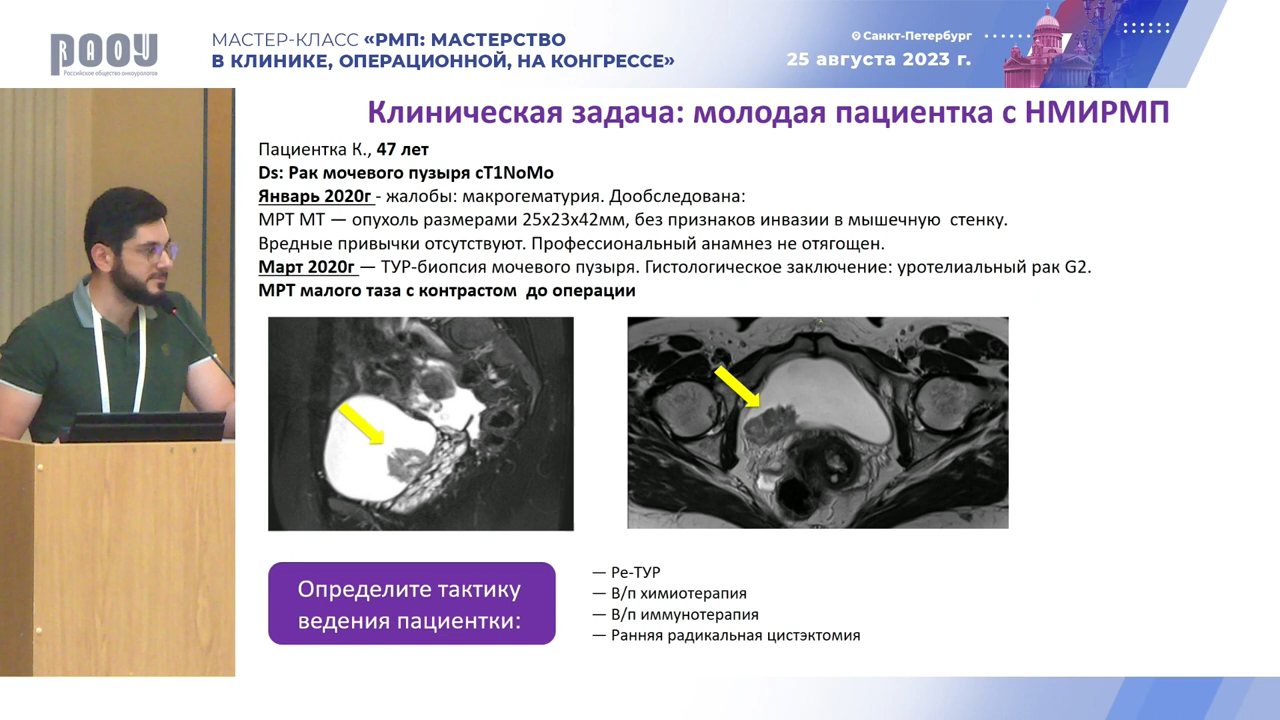 РАОУ
Российское общество онкоурологов
МАСТЕР-КЛАСС «РМП: МАСТЕРСТВО
В КЛИНИКЕ, ОПЕРАЦИОННОЙ, НА КОНГРЕССЕ»
Санкт-Петербург
25 августа 2023 г.
Клиническая задача: молодая пациентка с НМИРМП
Пациентка К., 47 лет
Ds: Рак мочевого пузыря cT1NoMo
Январь 2020г - жалобы: макрогематурия. Дообследована:
МРТ МТ — опухоль размерами 25х23х42мм, без признаков инвазии в мышечную стенку.
Вредные привычки отсутствуют. Профессиональный анамнез не отягощен.
Март 2020г — ТУР-биопсия мочевого пузыря. Гистологическое заключение: уротелиальный рак G2.
МРТ малого таза с контрастом до операции
Определите тактику
ведения пациентки:
— Ре-ТУР
— В/п химиотерапия
— В/п иммунотерапия
— Ранняя радикальная цистэктомия